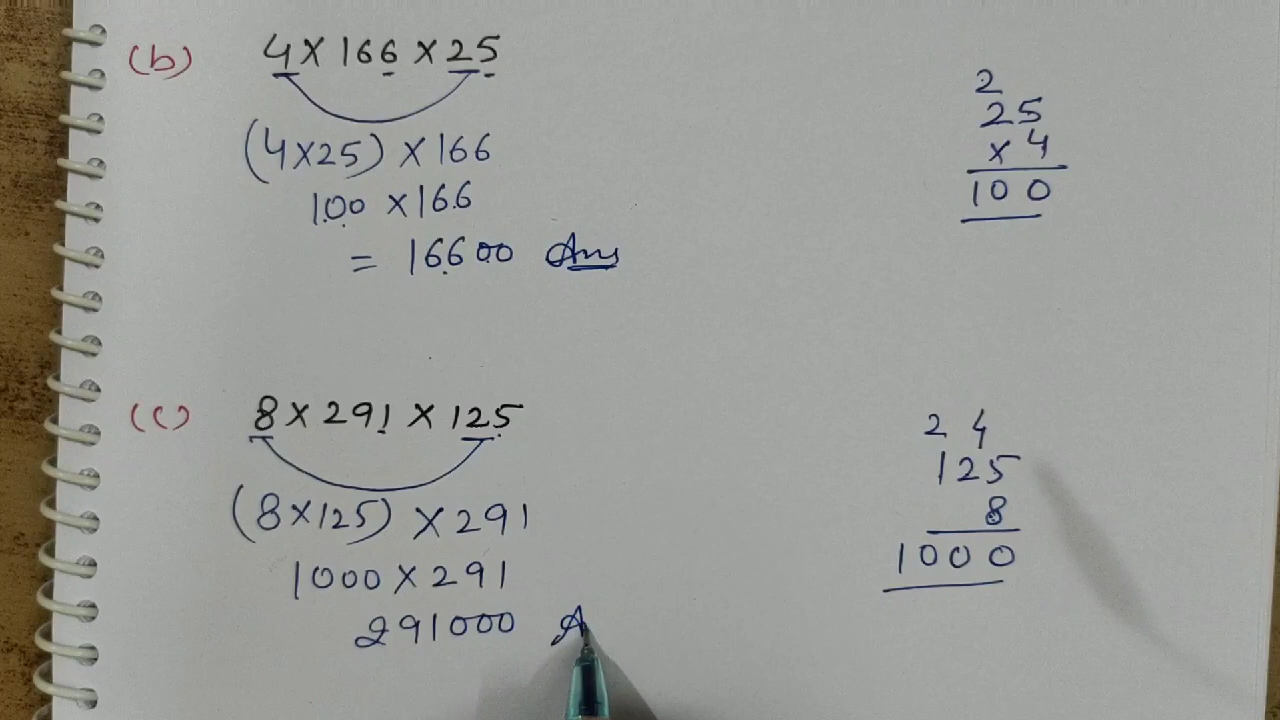 (b) 4 X 166 X 25
(4 X 25) X 166
100 X 166
= 16600 Ans
2
25
x 4
100
(c) 8 X 291 X 125
(8 X 125) X 291
1000 X 291
291000 A
2 4
125
8
1000